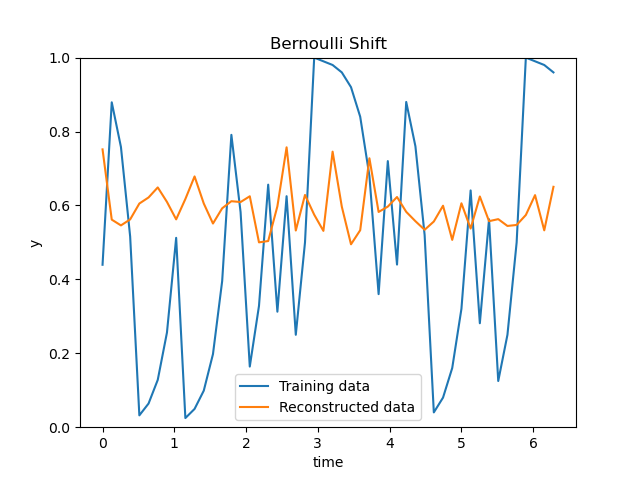 Bernoulli Shift
1.0
0.8
0.6
0.4
0.2
0.0
y
Training data
Reconstructed data
0 1 2 3 4 5 6
time